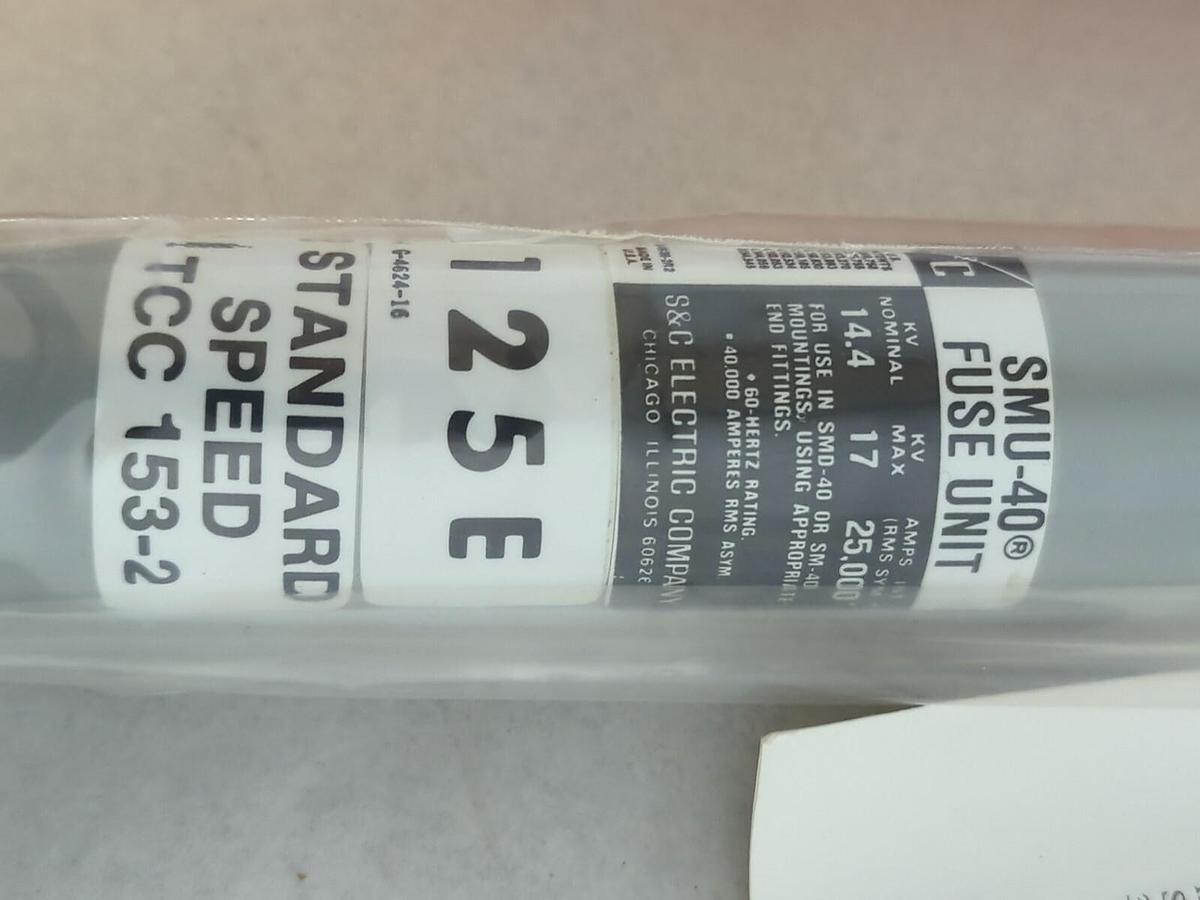 C
SMU-40®
FUSE UNIT
KV
NOMINAL
KV
MAX
AMPS
(RMS
14.4
17
25,000
FOR USE IN SMD-40 OR SM-40
MOUNTINGS, USING APPROPRIATE
END FITTINGS.
• 60-HERTZ RATING.
• 40,000 AMPERES RMS ASYM
S&C ELECTRIC COMPANY
CHICAGO ILLINOIS
MADE IN
U.S.A.
125E
G-4624-16
STANDARD
SPEED
TCC 153-2